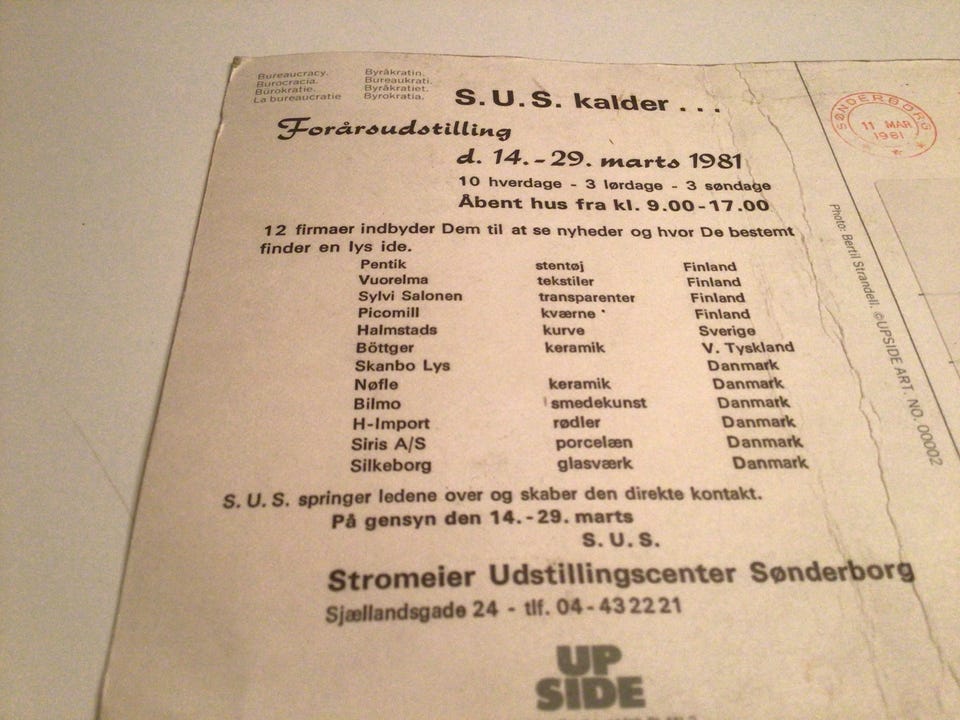 Bureaucracy. Byråkratin.
Burocracia. Bureaukrati.
Bürokratie. Byråkratiet.
La bureaucratie Byrokratia.
S.U.S. kalder...
Forårsudstilling
d. 14.-29. marts 1981
10 hverdage - 3 lørdage - 3 søndage
Åbent hus fra kl. 9.00-17.00
12 firmaer indbyder Dem til at se nyheder og hvor De bestemt
finder en lys ide.
Pentik stentøj Finland
Vuorelma tekstiler Finland
Sylvi Salonen transparenter Finland
Picomill kværne Finland
Halmstads kurve Sverige
Böttger keramik V. Tyskland
Skanbo Lys Danmark
Nøfle keramik Danmark
Bilmo smedekunst Danmark
H-Import rødler Danmark
Siris A/S porcelæn Danmark
Silkeborg glasværk Danmark
S.U.S. springer ledene over og skaber den direkte kontakt.
På gensyn den 14.-29. marts
S.U.S.
Stromeier Udstillingscenter Sønderborg
Sjællandsgade 24 - tlf. 04-432221
UP
SIDE
SØNDERBORG
11 MAR
1981
Photo: Bertil Strandell. ©UPSIDE ART. NO. 00002